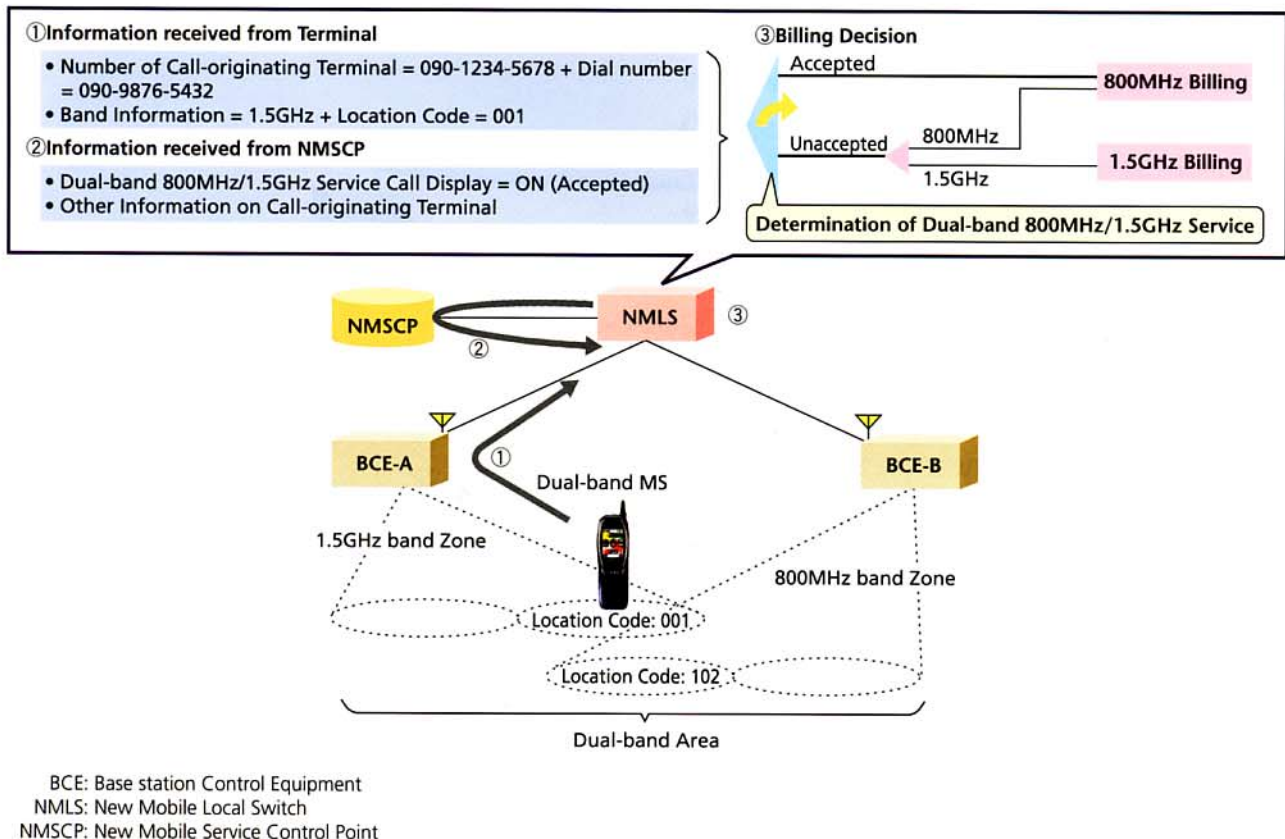 ①Information received from Terminal
• Number of Call-originating Terminal = 090-1234-5678 + Dial number
= 090-9876-5432
• Band Information = 1.5GHz + Location Code = 001
②Information received from NMSCP
• Dual-band 800MHz/1.5GHz Service Call Display = ON (Accepted)
• Other Information on Call-originating Terminal
③Billing Decision
Accepted
800MHz Billing
Unaccepted
800MHz
1.5GHz
1.5GHz Billing
Determination of Dual-band 800MHz/1.5GHz Service
NMSCP
NMLS
③
②
BCE-A
①
BCE-B
Dual-band MS
1.5GHz band Zone
800MHz band Zone
Location Code: 001
Location Code: 102
Dual-band Area
BCE: Base station Control Equipment
NMLS: New Mobile Local Switch
NMSCP: New Mobile Service Control Point